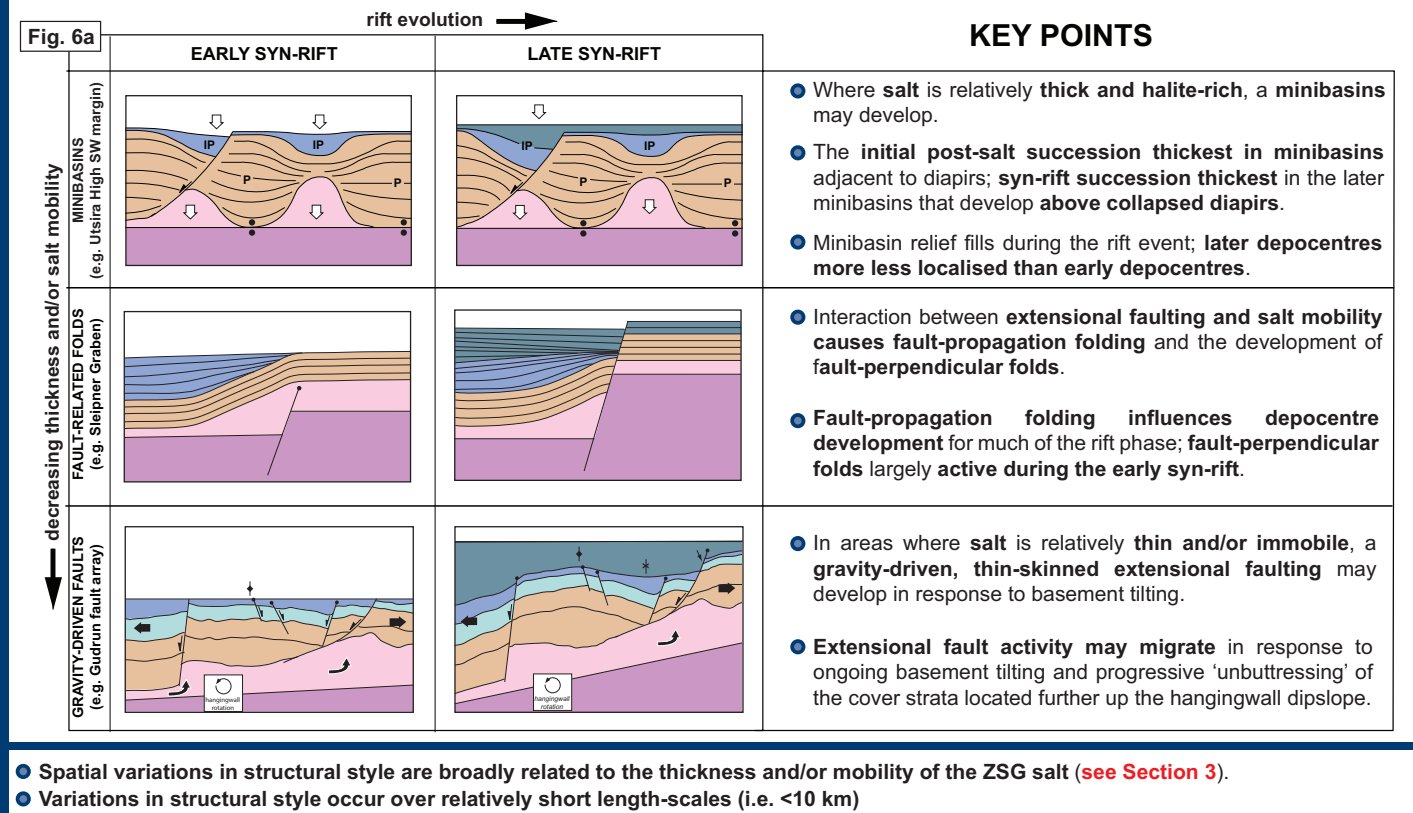 rift evolution
Fig. 6a
EARLY SYN-RIFT
LATE SYN-RIFT
KEY POINTS
decreasing thickness and/or salt mobility
MINIBASINS
(e.g. Utsira High SW margin)
IP
IP
P
P
IP
IP
P
P
Where salt is relatively thick and halite-rich, a minibasins
may develop.
The initial post-salt succession thickest in minibasins
adjacent to diapirs; syn-rift succession thickest in the later
minibasins that develop above collapsed diapirs.
Minibasin relief fills during the rift event; later depocentres
more less localised than early depocentres.
FAULT-RELATED FOLDS
(e.g. Sleipner Graben)
Interaction between extensional faulting and salt mobility
causes fault-propagation folding and the development of
fault-perpendicular folds.
Fault-propagation folding influences depocentre
development for much of the rift phase; fault-perpendicular
folds largely active during the early syn-rift.
GRAVITY-DRIVEN FAULTS
(e.g. Gudrun fault array)
hangingwall
rotation
hangingwall
rotation
In areas where salt is relatively thin and/or immobile, a
gravity-driven, thin-skinned extensional faulting may
develop in response to basement tilting.
Extensional fault activity may migrate in response to
ongoing basement tilting and progressive ‘unbuttressing’ of
the cover strata located further up the hangingwall dipslope.
Spatial variations in structural style are broadly related to the thickness and/or mobility of the ZSG salt (see Section 3).
Variations in structural style occur over relatively short length-scales (i.e. <10 km)